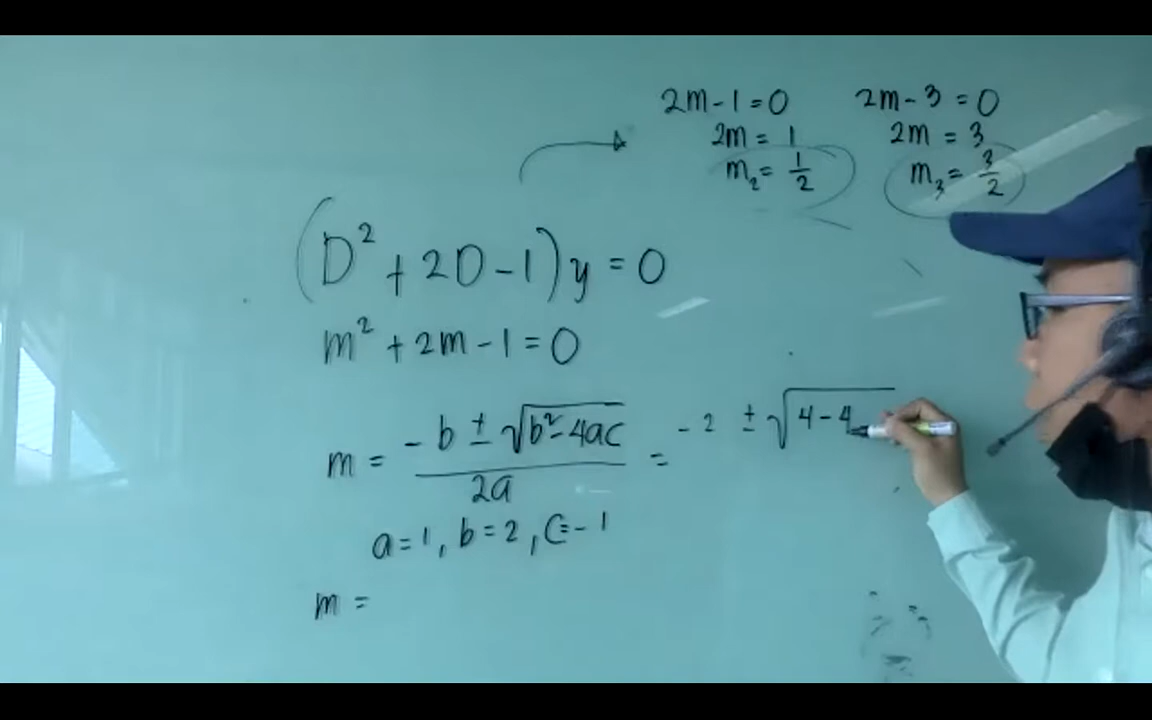 2m - 1 = 0
2m = 1
m₂ = 1/2
2m - 3 = 0
2m = 3
m₃ = 3/2
(D² + 2D - 1)y = 0
m² + 2m - 1 = 0
m = (-b ± √(b² - 4ac))/(2a) = -2 ± √(4 - 4
a = 1, b = 2, C = -1
m =